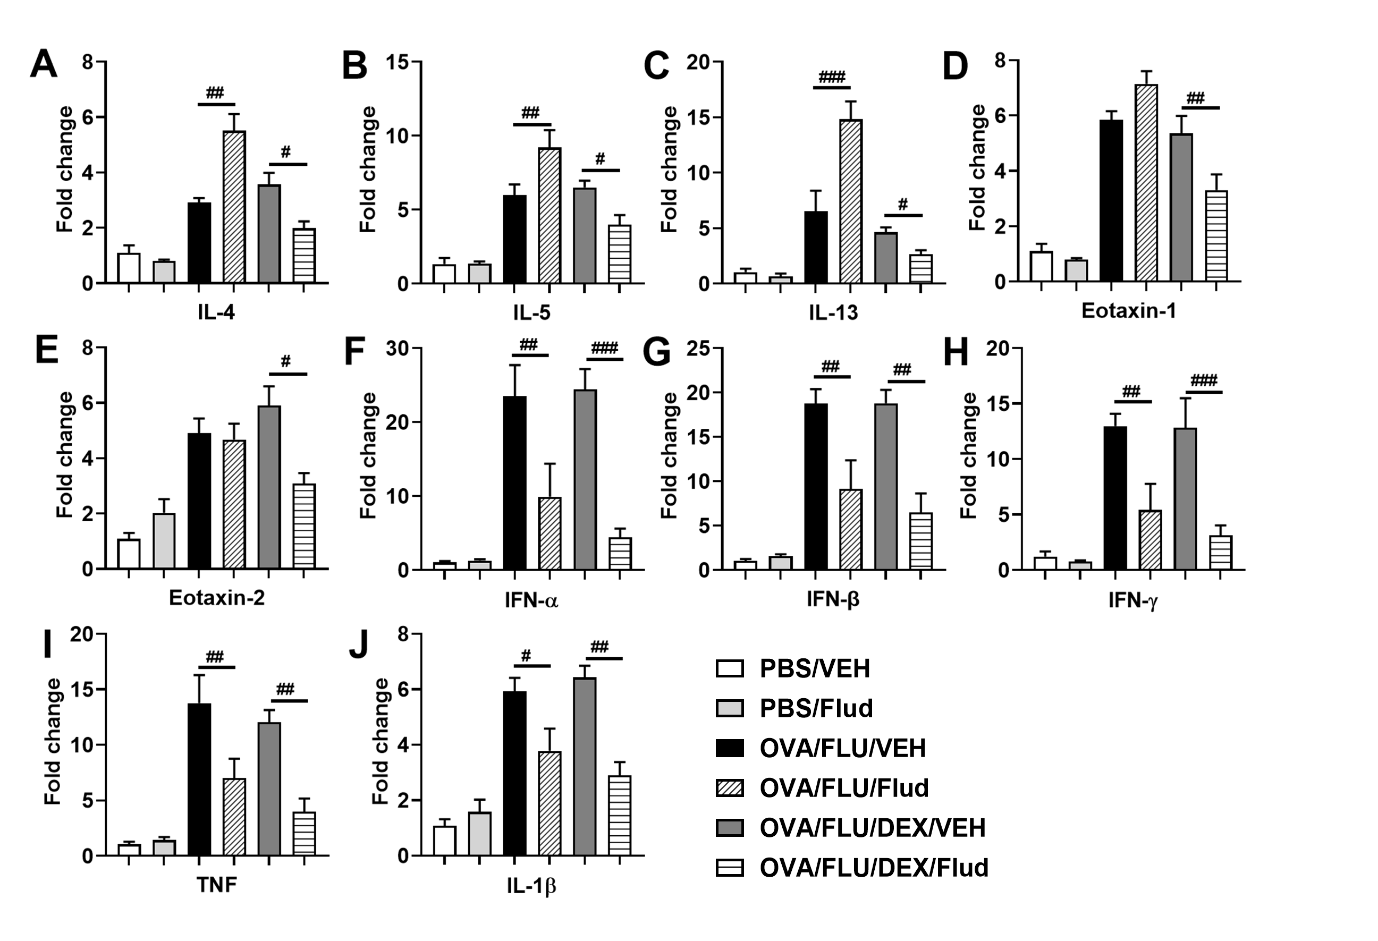 A
Fold change
8
6
4
2
0
##
#
IL-4
B
Fold change
15
10
5
0
##
#
IL-5
C
Fold change
20
15
10
5
0
###
#
IL-13
D
Fold change
8
6
4
2
0
##
Eotaxin-1
E
Fold change
8
6
4
2
0
#
Eotaxin-2
F
Fold change
30
20
10
0
##
###
IFN-α
G
Fold change
25
20
15
10
5
0
##
##
IFN-β
H
Fold change
20
15
10
5
0
##
###
IFN-γ
I
Fold change
20
15
10
5
0
##
##
TNF
J
Fold change
8
6
4
2
0
#
##
IL-1β
PBS/VEH
PBS/Flud
OVA/FLU/VEH
OVA/FLU/Flud
OVA/FLU/DEX/VEH
OVA/FLU/DEX/Flud